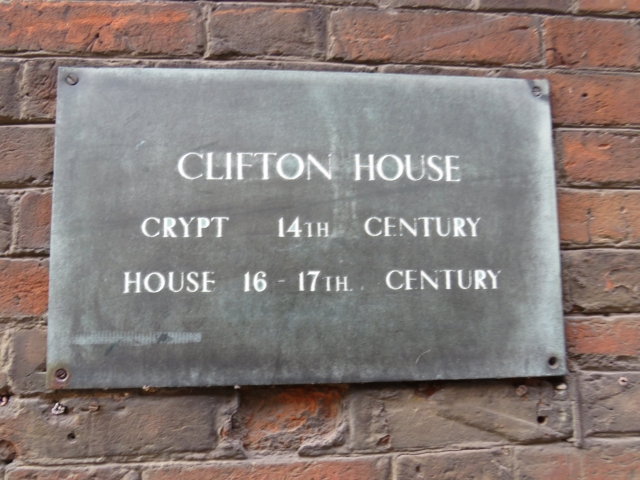 CLIFTON HOUSE
CRYPT 14TH CENTURY
HOUSE 16 - 17TH. CENTURY